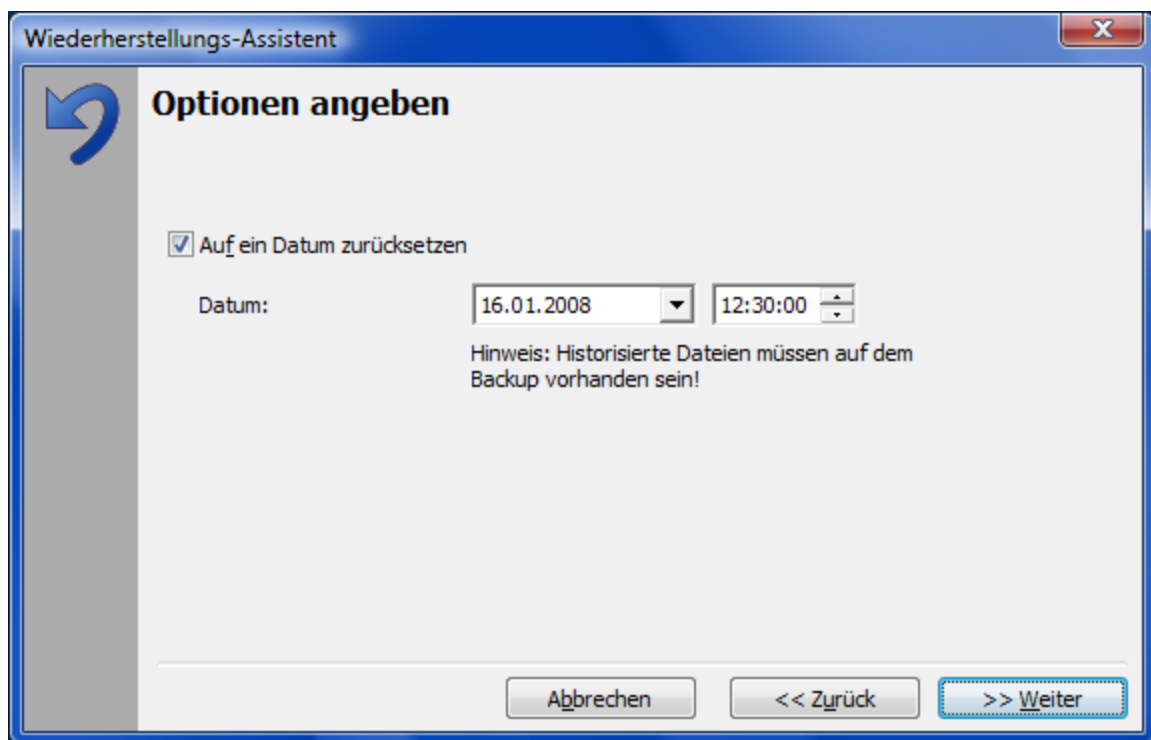 Wiederherstellungs-Assistent
Optionen angeben
Auf ein Datum zurücksetzen
Datum:
16.01.2008
12:30:00
Hinweis: Historisierte Dateien müssen auf dem
Backup vorhanden sein!
Abbrechen
<< Zurück
>> Weiter